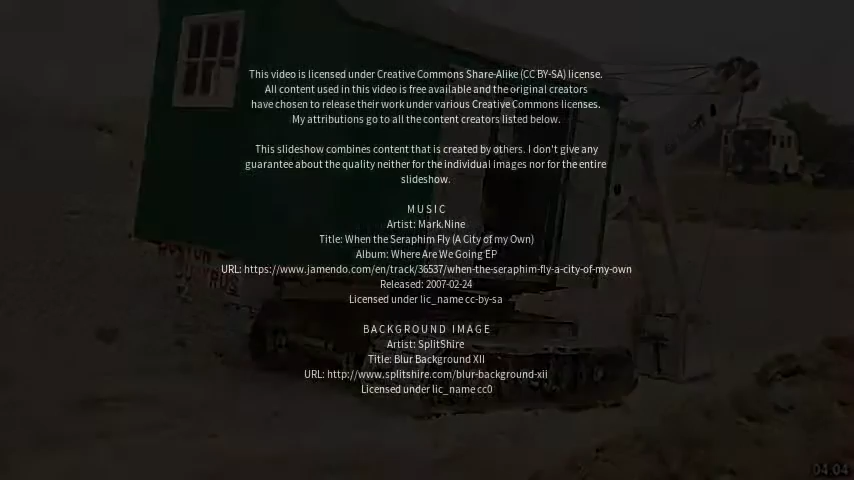 This video is licensed under Creative Commons Share-Alike (CC BY-SA) license.
All content used in this video is free available and the original creators
have chosen to release their work under various Creative Commons licenses.
My attributions go to all the content creators listed below.
This slideshow combines content that is created by others. I don't give any
guarantee about the quality neither for the individual images nor for the entire
slideshow.
MUSIC
Artist: Mark.Nine
Title: When the Seraphim Fly (A City of my Own)
Album: Where Are We Going EP
URL: https://www.jamendo.com/en/track/36537/when-the-seraphim-fly-a-city-of-my-own
Released: 2007-02-24
Licensed under lic_name cc-by-sa
BACKGROUND IMAGE
Artist: SplitShire
Title: Blur Background XII
URL: http://www.splitshire.com/blur-background-xii
Licensed under lic_name cc0
04:04